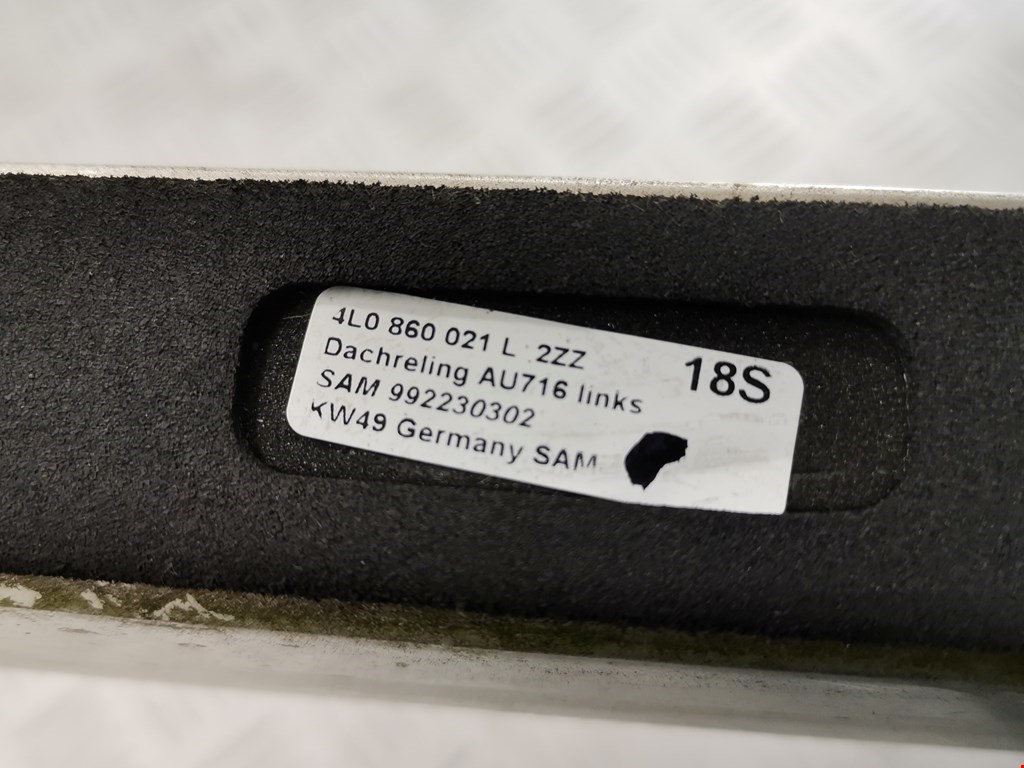 4L0 860 021 L 2ZZ
18S
Dachreling AU716 links
SAM 992230302
KW49 Germany SAM